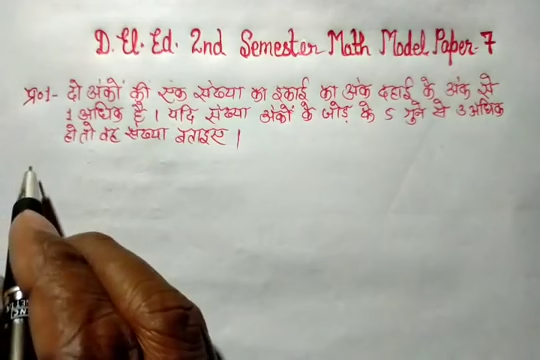 D. El. Ed. 2nd Semester Math Model Paper-7
प्र01- दो अंकों की एक संख्या का इकाई का अंक दहाई के अंक से
1 अधिक है । यदि संख्या अंकों के जोड़ के 5 गुने से 3 अधिक
हो तो वह संख्या बताइए ।